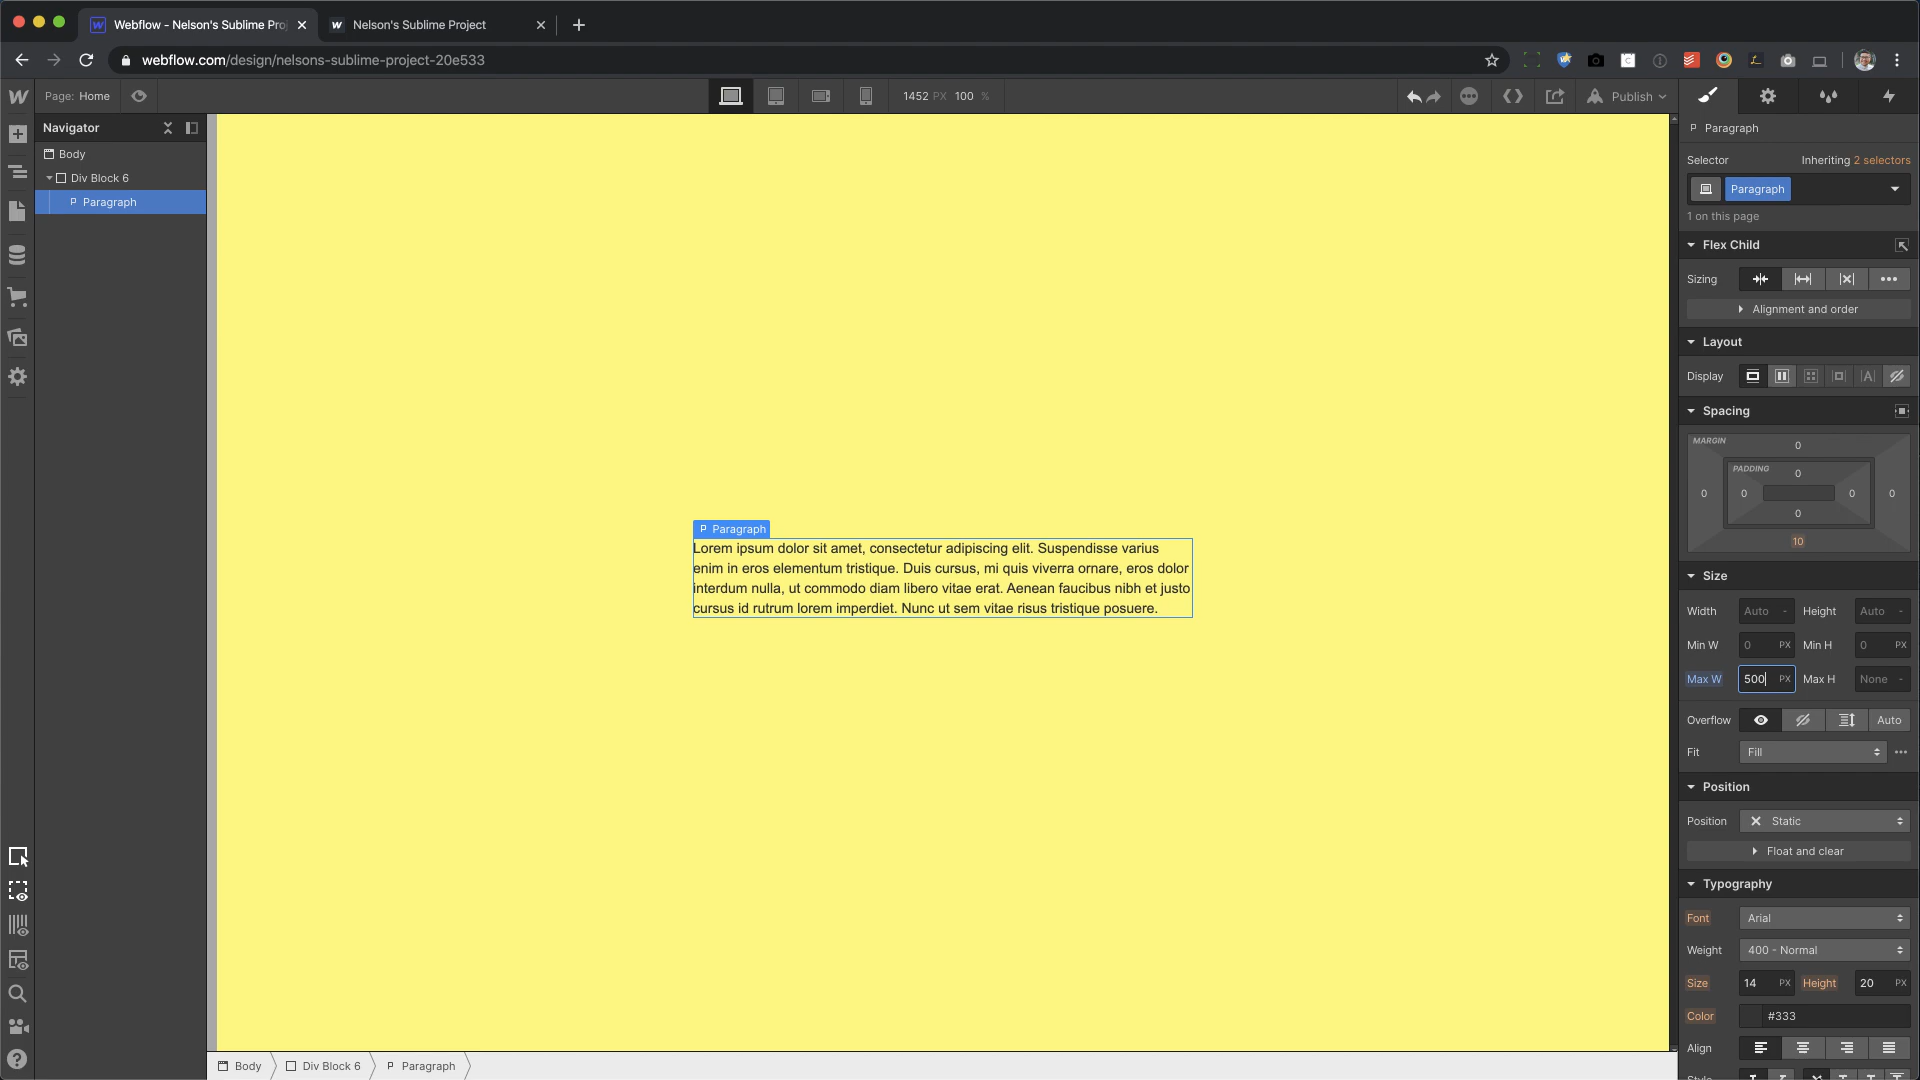 Webflow - Nelson's Sublime Pro
Nelson's Sublime Project
webflow.com/design/nelsons-sublime-project-20e533
Page: Home
1452 PX 100 %
Publish
Navigator
Body
Div Block 6
Paragraph
Paragraph
Lorem ipsum dolor sit amet, consectetur adipiscing elit. Suspendisse varius
enim in eros elementum tristique. Duis cursus, mi quis viverra ornare, eros dolor
interdum nulla, ut commodo diam libero vitae erat. Aenean faucibus nibh et justo
cursus id rutrum lorem imperdiet. Nunc ut sem vitae risus tristique posuere.
Body Div Block 6 Paragraph
Paragraph
Selector Inheriting 2 selectors
Paragraph
1 on this page
Flex Child
Sizing
Alignment and order
Layout
Display
Spacing
MARGIN
0
PADDING
0
0 0 0 0
0
10
Size
Width Auto - Height Auto -
Min W 0 PX Min H 0 PX
Max W 500 PX Max H None -
Overflow Auto
Fit Fill
Position
Position Static
Float and clear
Typography
Font Arial
Weight 400 - Normal
Size 14 PX Height 20 PX
Color #333
Align